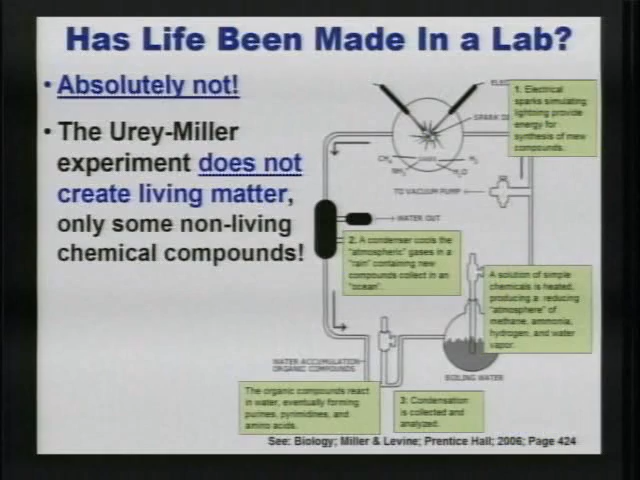 Has Life Been Made In a Lab?
• Absolutely not!
• The Urey-Miller
experiment does not
create living matter,
only some non-living
chemical compounds!
1. Electrical
sparks simulating
lightning provide
energy for
synthesis of new
compounds.
CH4
NH3
H2O
H2
TO VACUUM PUMP
WATER OUT
2. A condenser cools the
"atmospheric" gases in a
"rain" containing new
compounds collect in an
"ocean".
A solution of simple
chemicals is heated,
producing a reducing
"atmosphere" of
methane, ammonia,
hydrogen, and water
vapor.
WATER ACCUMULATION
ORGANIC COMPOUNDS
BOILING WATER
The organic compounds react
in water, eventually forming
purines, pyrimidines, and
amino acids.
3: Condensation
is collected and
analyzed.
See: Biology; Miller & Levine; Prentice Hall; 2006; Page 424